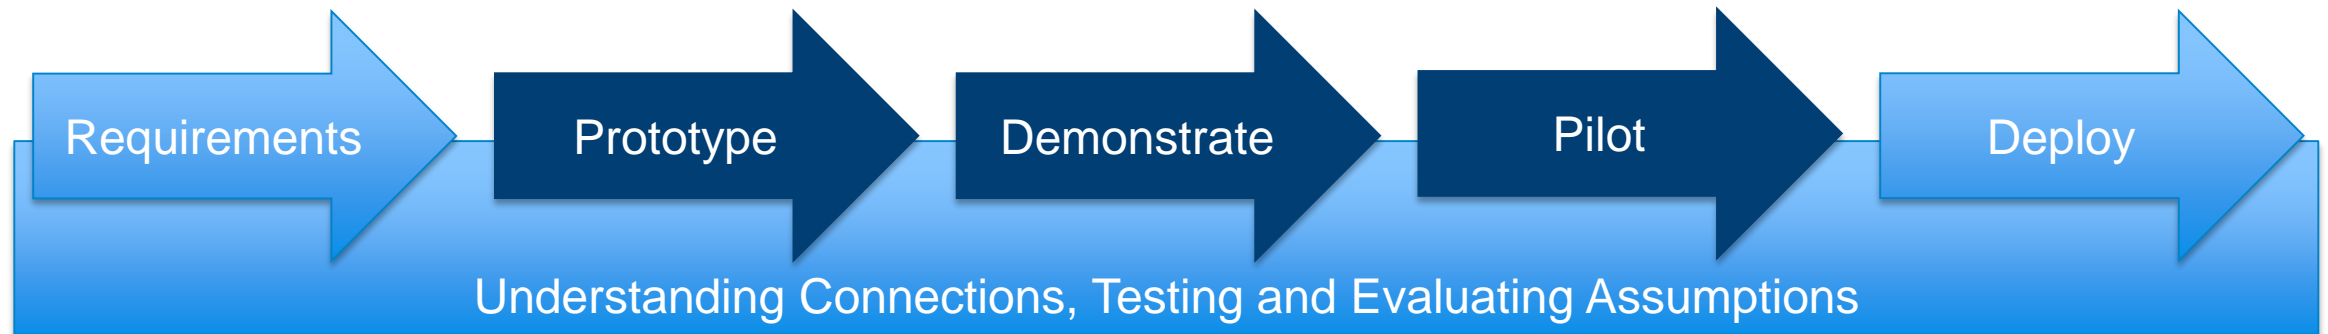 Requirements
Prototype
Demonstrate
Pilot
Deploy
Understanding Connections, Testing and Evaluating Assumptions